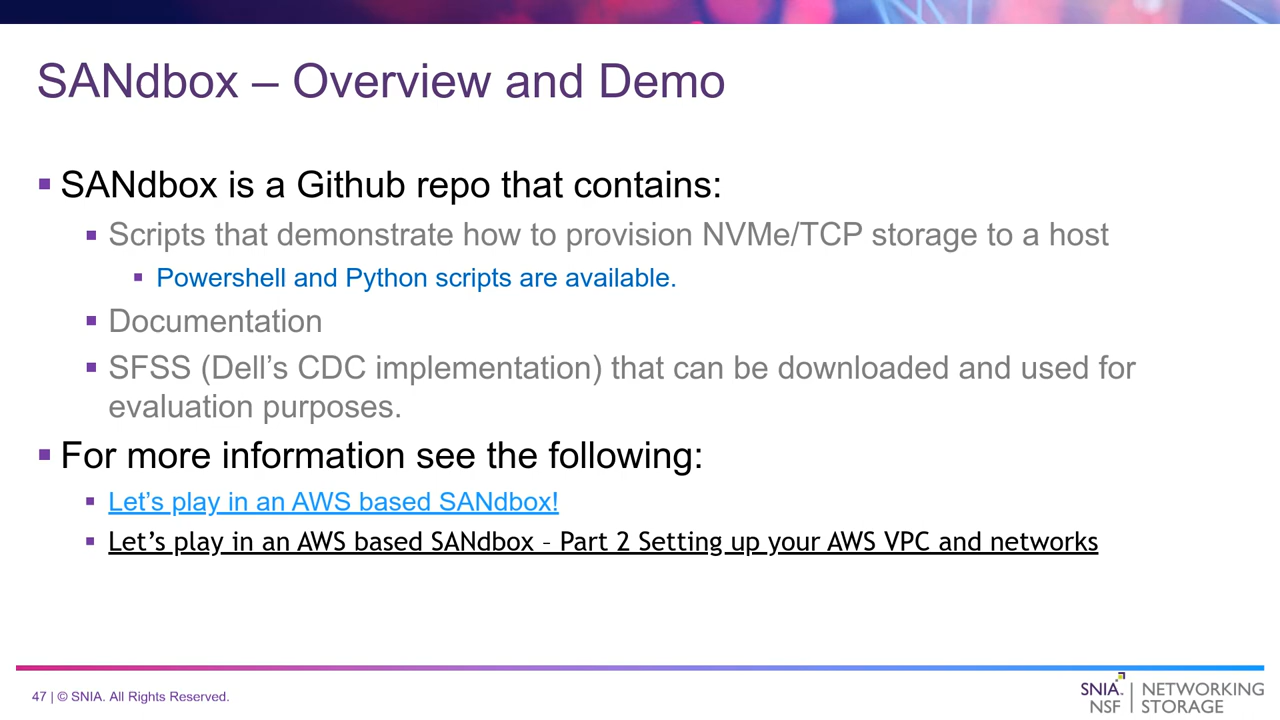 SANdbox – Overview and Demo
SANdbox is a Github repo that contains:
Scripts that demonstrate how to provision NVMe/TCP storage to a host
Powershell and Python scripts are available.
Documentation
SFSS (Dell’s CDC implementation) that can be downloaded and used for
evaluation purposes.
For more information see the following:
Let’s play in an AWS based SANdbox!
Let’s play in an AWS based SANdbox – Part 2 Setting up your AWS VPC and networks
47 | © SNIA. All Rights Reserved.
SNIA. | NETWORKING
NSF | STORAGE